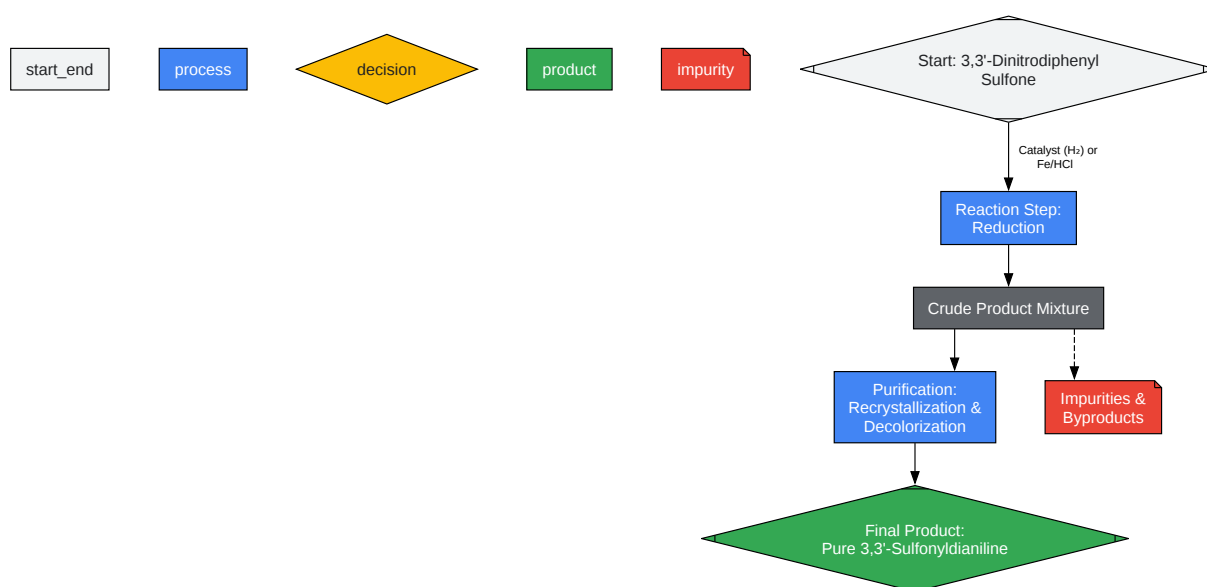 start_end
process
decision
product
impurity
Start: 3,3'-Dinitrodiphenyl
Sulfone
Catalyst (H₂) or
Fe/HCl
Reaction Step:
Reduction
Crude Product Mixture
Purification:
Recrystallization &
Decolorization
Impurities &
Byproducts
Final Product:
Pure 3,3'-Sulfonyldianiline